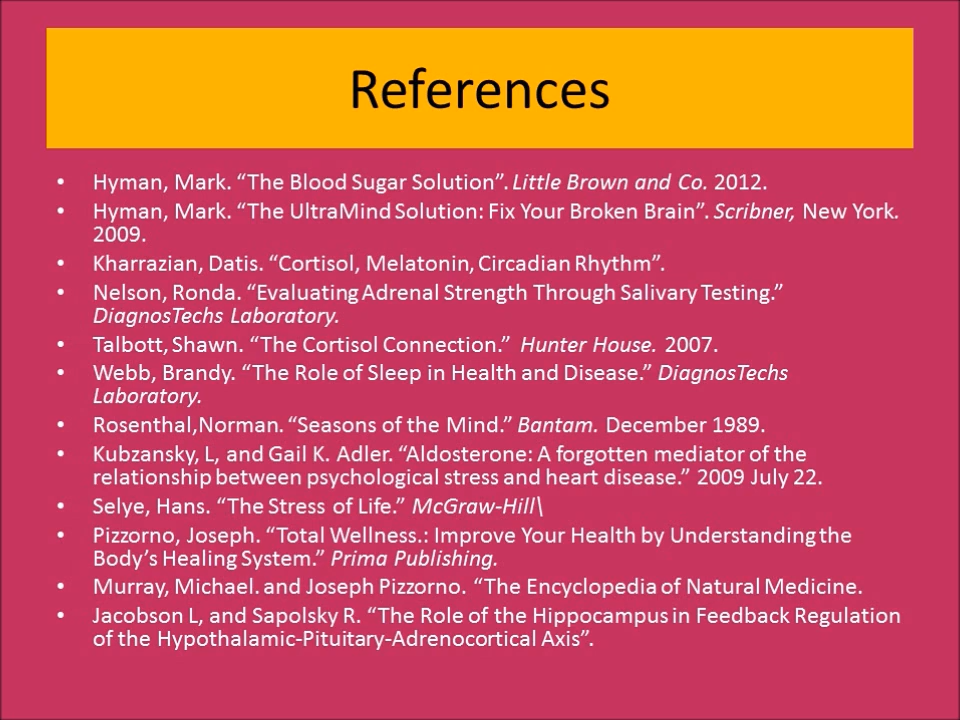 References
• Hyman, Mark. “The Blood Sugar Solution”. Little Brown and Co. 2012.
• Hyman, Mark. “The UltraMind Solution: Fix Your Broken Brain”. Scribner, New York.
2009.
• Kharrazian, Datis. “Cortisol, Melatonin, Circadian Rhythm”.
• Nelson, Ronda. “Evaluating Adrenal Strength Through Salivary Testing.”
DiagnosTechs Laboratory.
• Talbott, Shawn. “The Cortisol Connection.” Hunter House. 2007.
• Webb, Brandy. “The Role of Sleep in Health and Disease.” DiagnosTechs
Laboratory.
• Rosenthal,Norman. “Seasons of the Mind.” Bantam. December 1989.
• Kubzansky, L, and Gail K. Adler. “Aldosterone: A forgotten mediator of the
relationship between psychological stress and heart disease.” 2009 July 22.
• Selye, Hans. “The Stress of Life.” McGraw-Hill\
• Pizzorno, Joseph. “Total Wellness.: Improve Your Health by Understanding the
Body’s Healing System.” Prima Publishing.
• Murray, Michael. and Joseph Pizzorno. “The Encyclopedia of Natural Medicine.
• Jacobson L, and Sapolsky R. “The Role of the Hippocampus in Feedback Regulation
of the Hypothalamic-Pituitary-Adrenocortical Axis”.